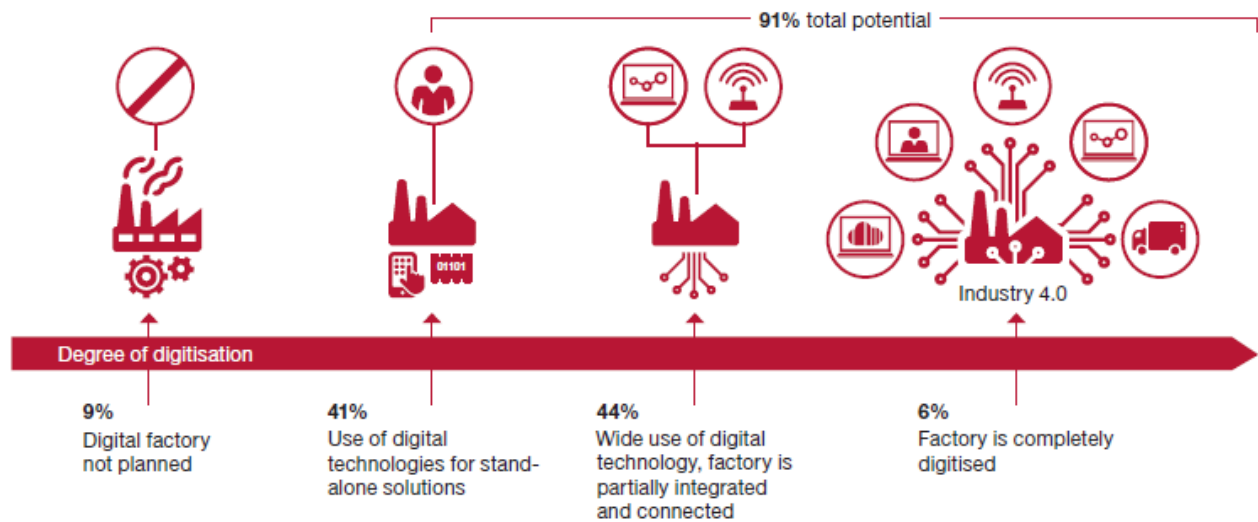 91% total potential
01101
Industry 4.0
Degree of digitisation
9%
Digital factory
not planned
41%
Use of digital
technologies for stand-
alone solutions
44%
Wide use of digital
technology, factory is
partially integrated
and connected
6%
Factory is completely
digitised